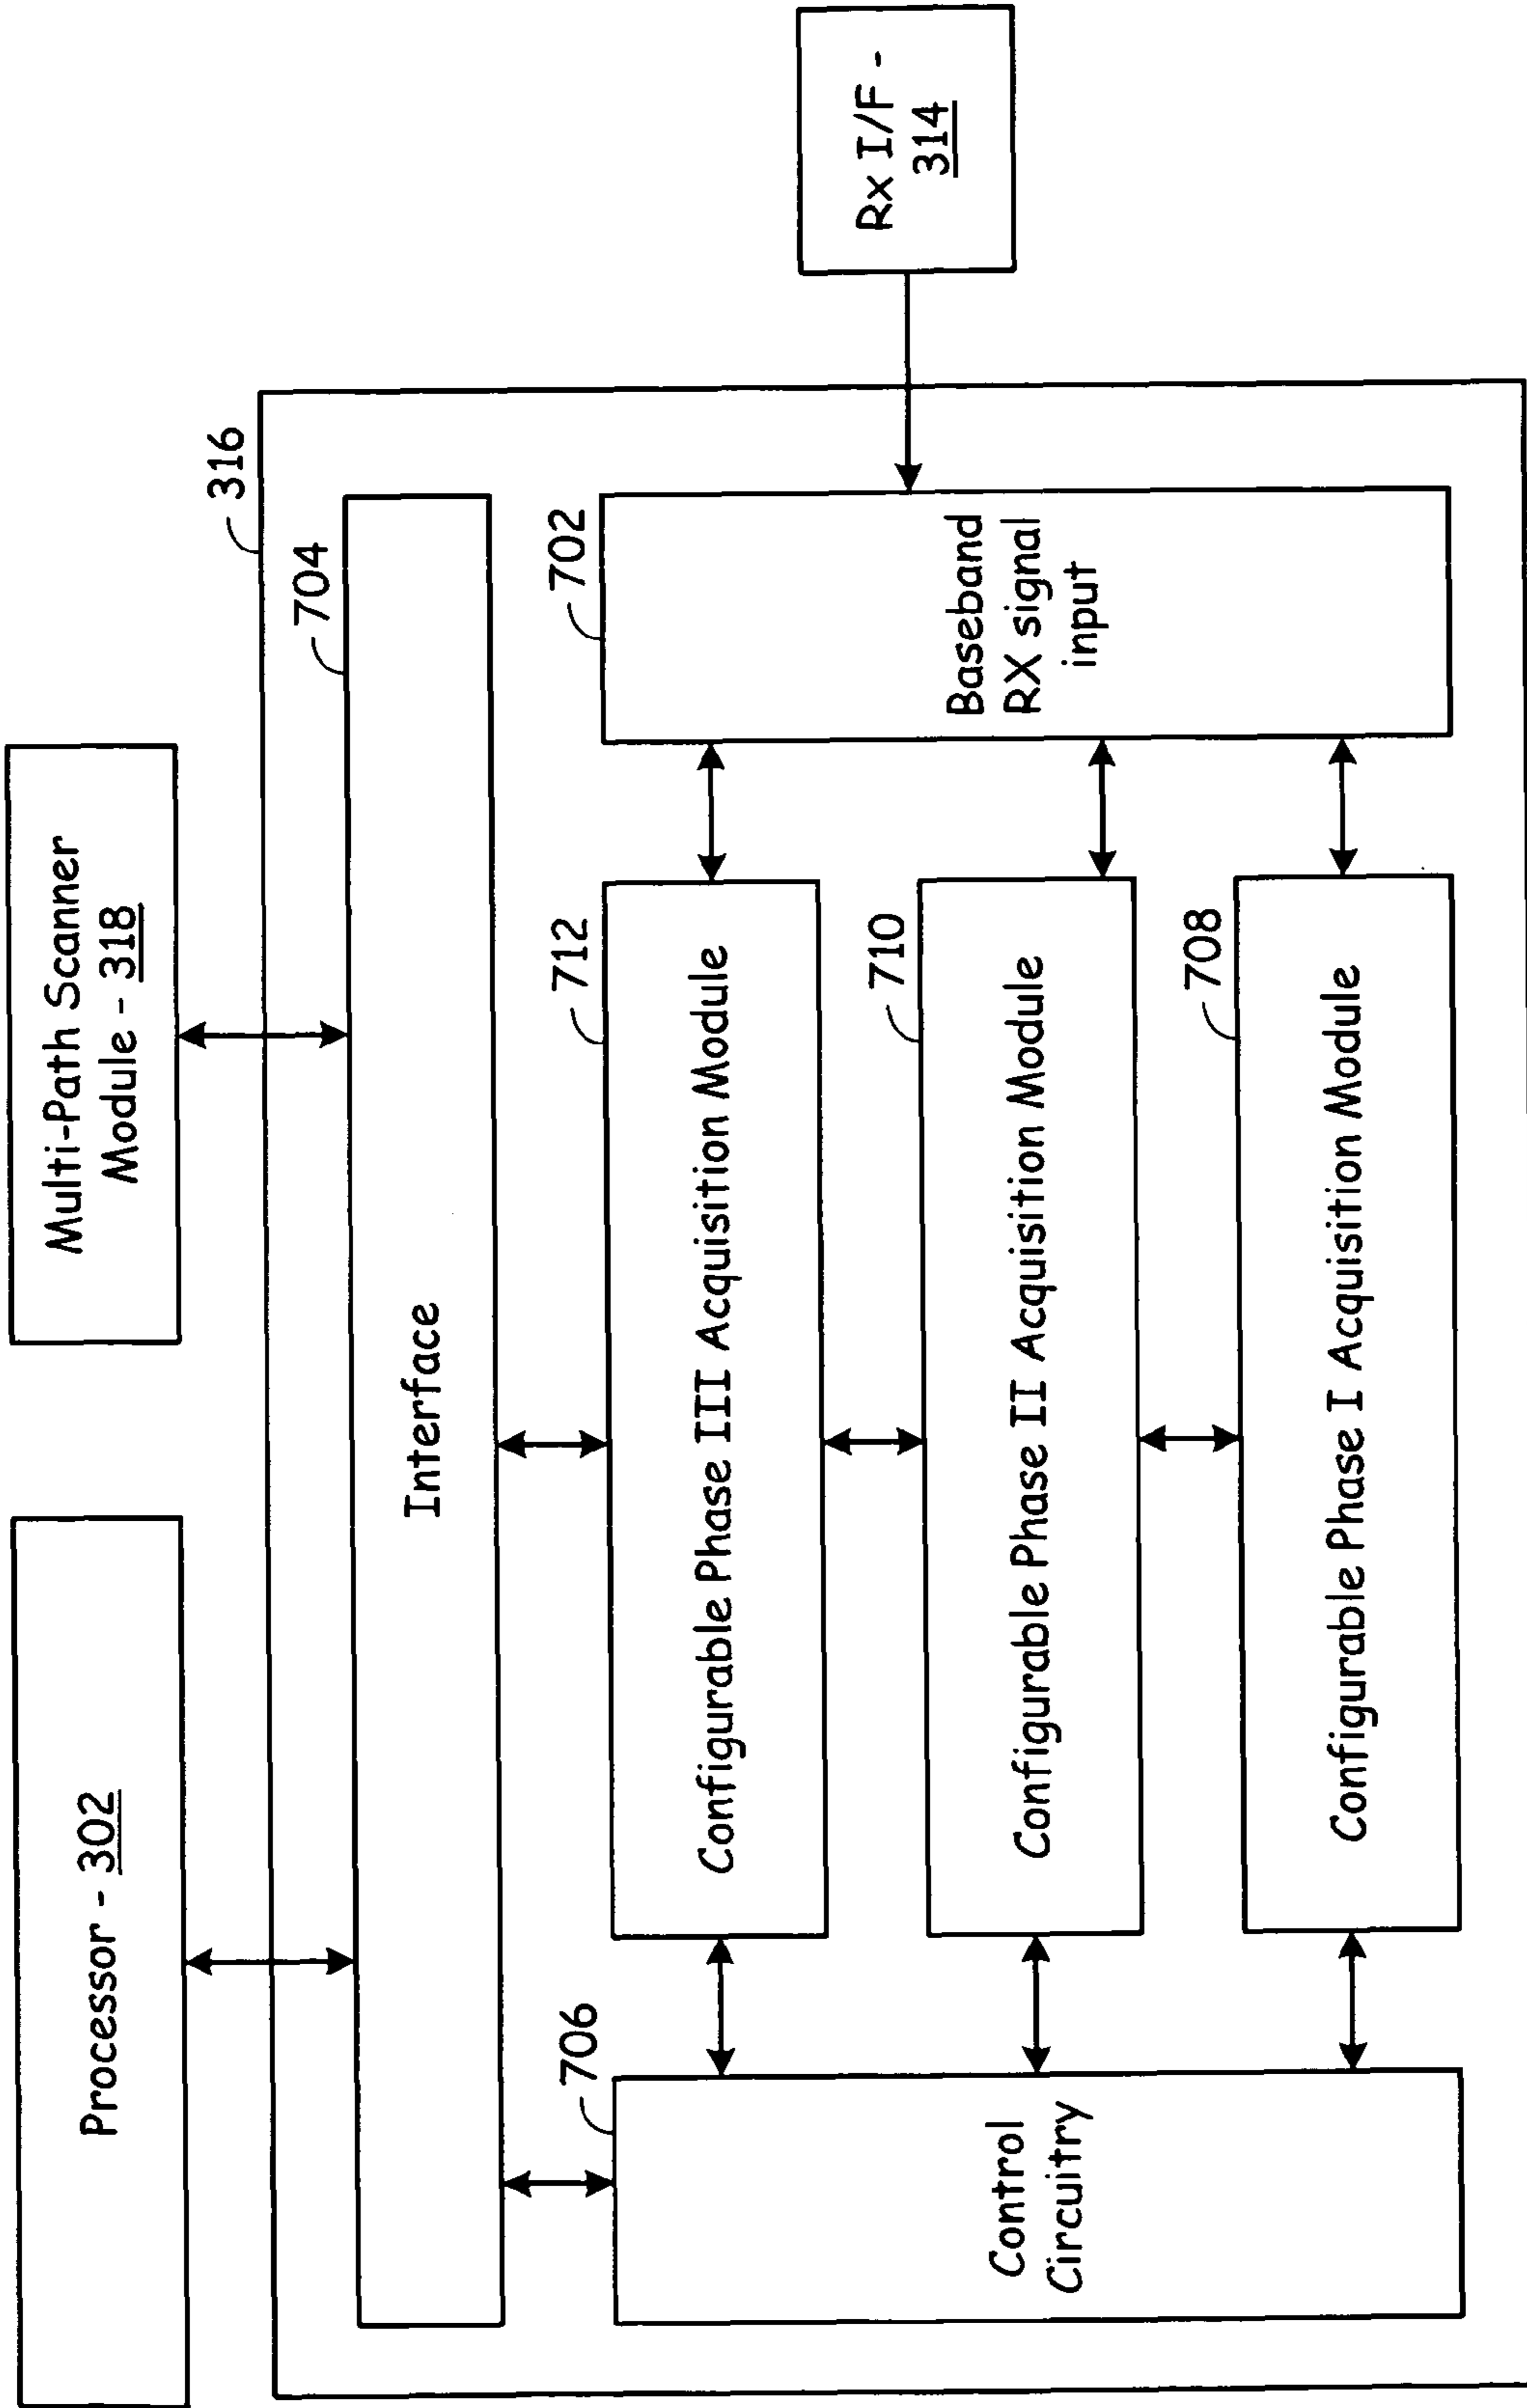 Processor - 302
Multi-Path Scanner
Module - 318
316
704
Interface
706
712
702
Control
Circuitry
Configurable Phase III Acquisition Module
710
Configurable Phase II Acquisition Module
708
Configurable Phase I Acquisition Module
Baseband
RX signal
input
Rx I/F -
314